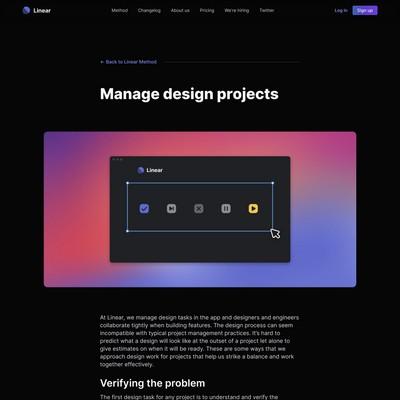 Linear
Method Changelog About us Pricing We're hiring Twitter
Log in Sign up
← Back to Linear Method
Manage design projects
Linear
At Linear, we manage design tasks in the app and designers and engineers
collaborate tightly when building features. The design process can seem
incompatible with typical project management practices. It's hard to
predict what a design will look like at the outset of a project let alone to
give estimates on when it will be ready. These are some ways that we
approach design work for projects that help us strike a balance and work
together effectively.
Verifying the problem
The first design task for any project is to understand and verify the